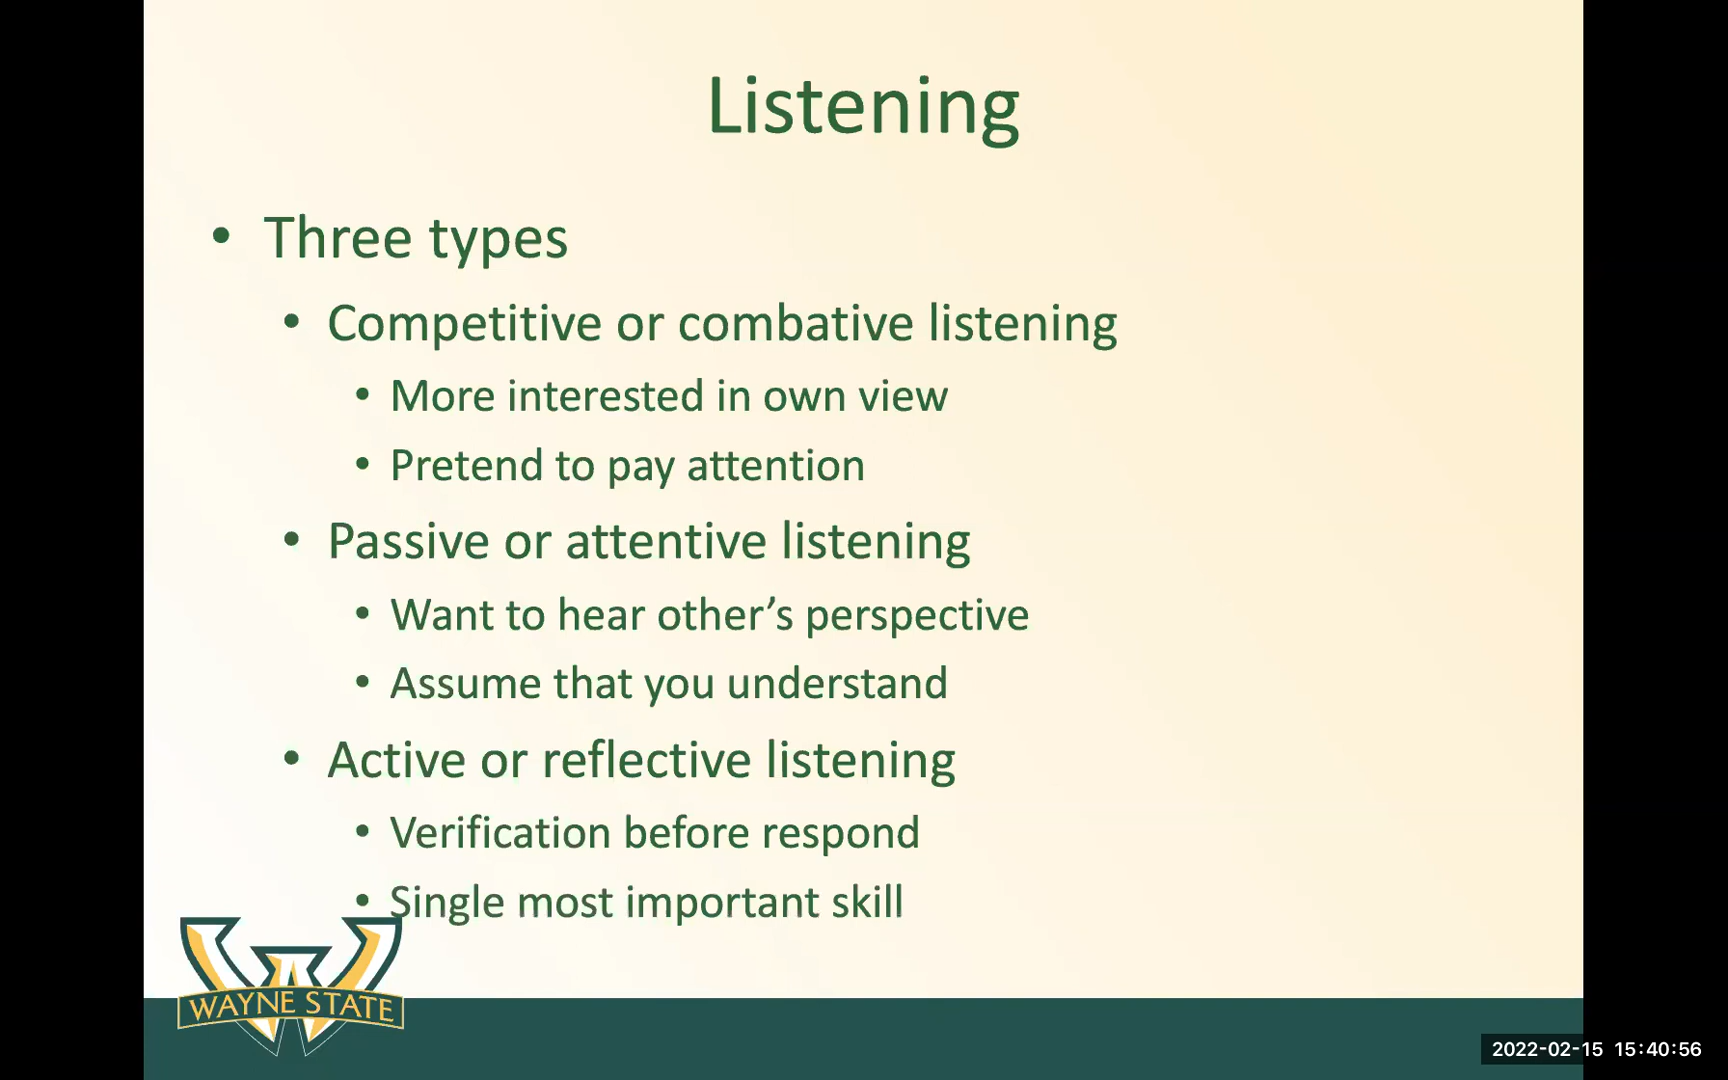 Listening
• Three types
• Competitive or combative listening
• More interested in own view
• Pretend to pay attention
• Passive or attentive listening
• Want to hear other’s perspective
• Assume that you understand
• Active or reflective listening
• Verification before respond
• Single most important skill
WAYNE STATE
2022-02-15 15:40:56